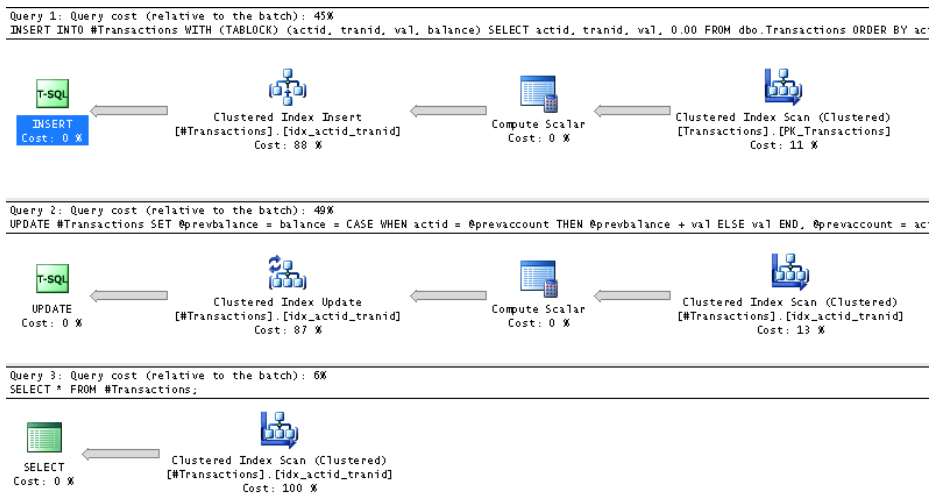 Query 1: Query cost (relative to the batch): 45%
INSERT INTO #Transactions WITH (TABLOCK) (actid, tranid, val, balance) SELECT actid, tranid, val, 0.00 FROM dbo.Transactions ORDER BY act
T-SQL
INSERT
Cost: 0 %
Clustered Index Insert
[#Transactions].[idx_actid_tranid]
Cost: 88 %
Compute Scalar
Cost: 0 %
Clustered Index Scan (Clustered)
[Transactions].[PK_Transactions]
Cost: 11 %
Query 2: Query cost (relative to the batch): 49%
UPDATE #Transactions SET @prevbalance = balance = CASE WHEN actid = @prevaccount THEN @prevbalance + val ELSE val END, @prevaccount = act
T-SQL
UPDATE
Cost: 0 %
Clustered Index Update
[#Transactions].[idx_actid_tranid]
Cost: 87 %
Compute Scalar
Cost: 0 %
Clustered Index Scan (Clustered)
[#Transactions].[idx_actid_tranid]
Cost: 13 %
Query 3: Query cost (relative to the batch): 6%
SELECT * FROM #Transactions;
SELECT
Cost: 0 %
Clustered Index Scan (Clustered)
[#Transactions].[idx_actid_tranid]
Cost: 100 %